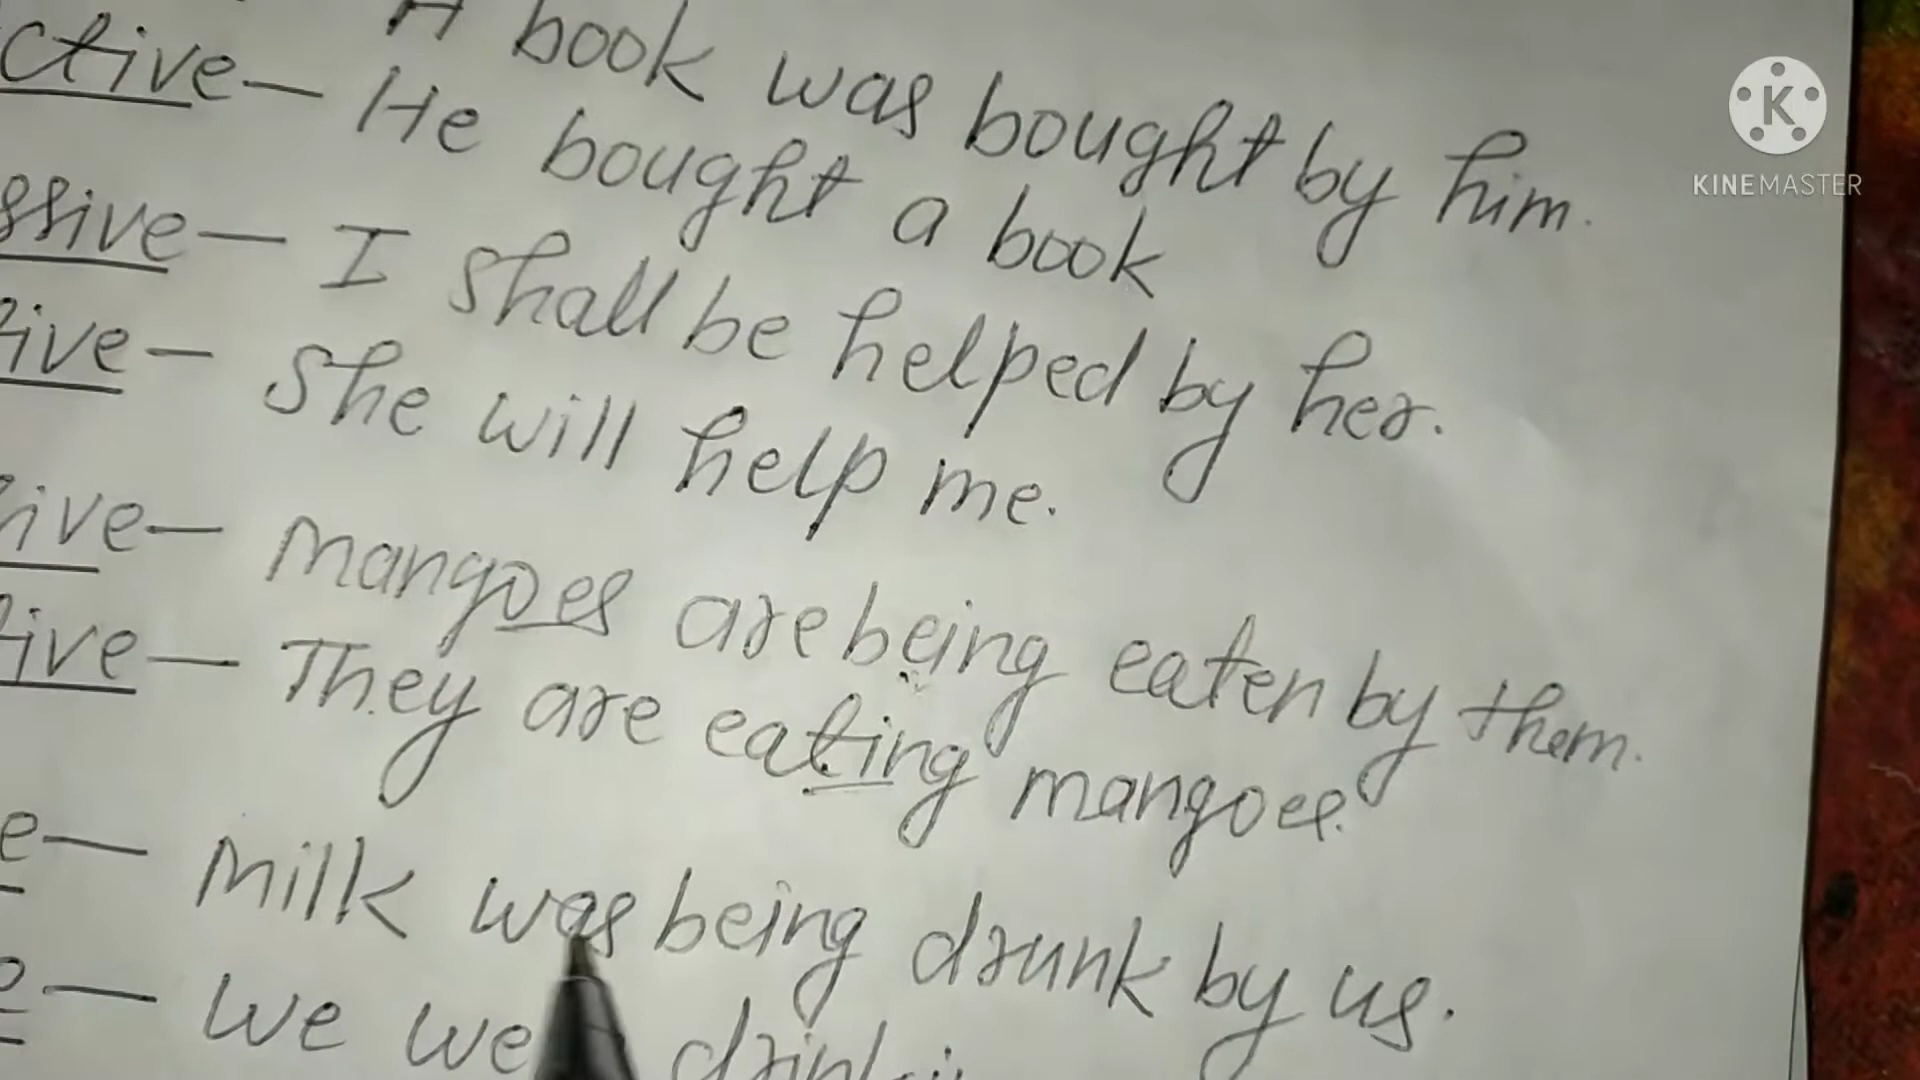 A book was bought by him.
ctive — He bought a book
ssive — I shall be helped by her.
tive — She will help me.
ive — Mangoes are being eaten by them.
tive — They are eating mangoes.
e — Milk was being drunk by us.
e — We
KINEMASTER